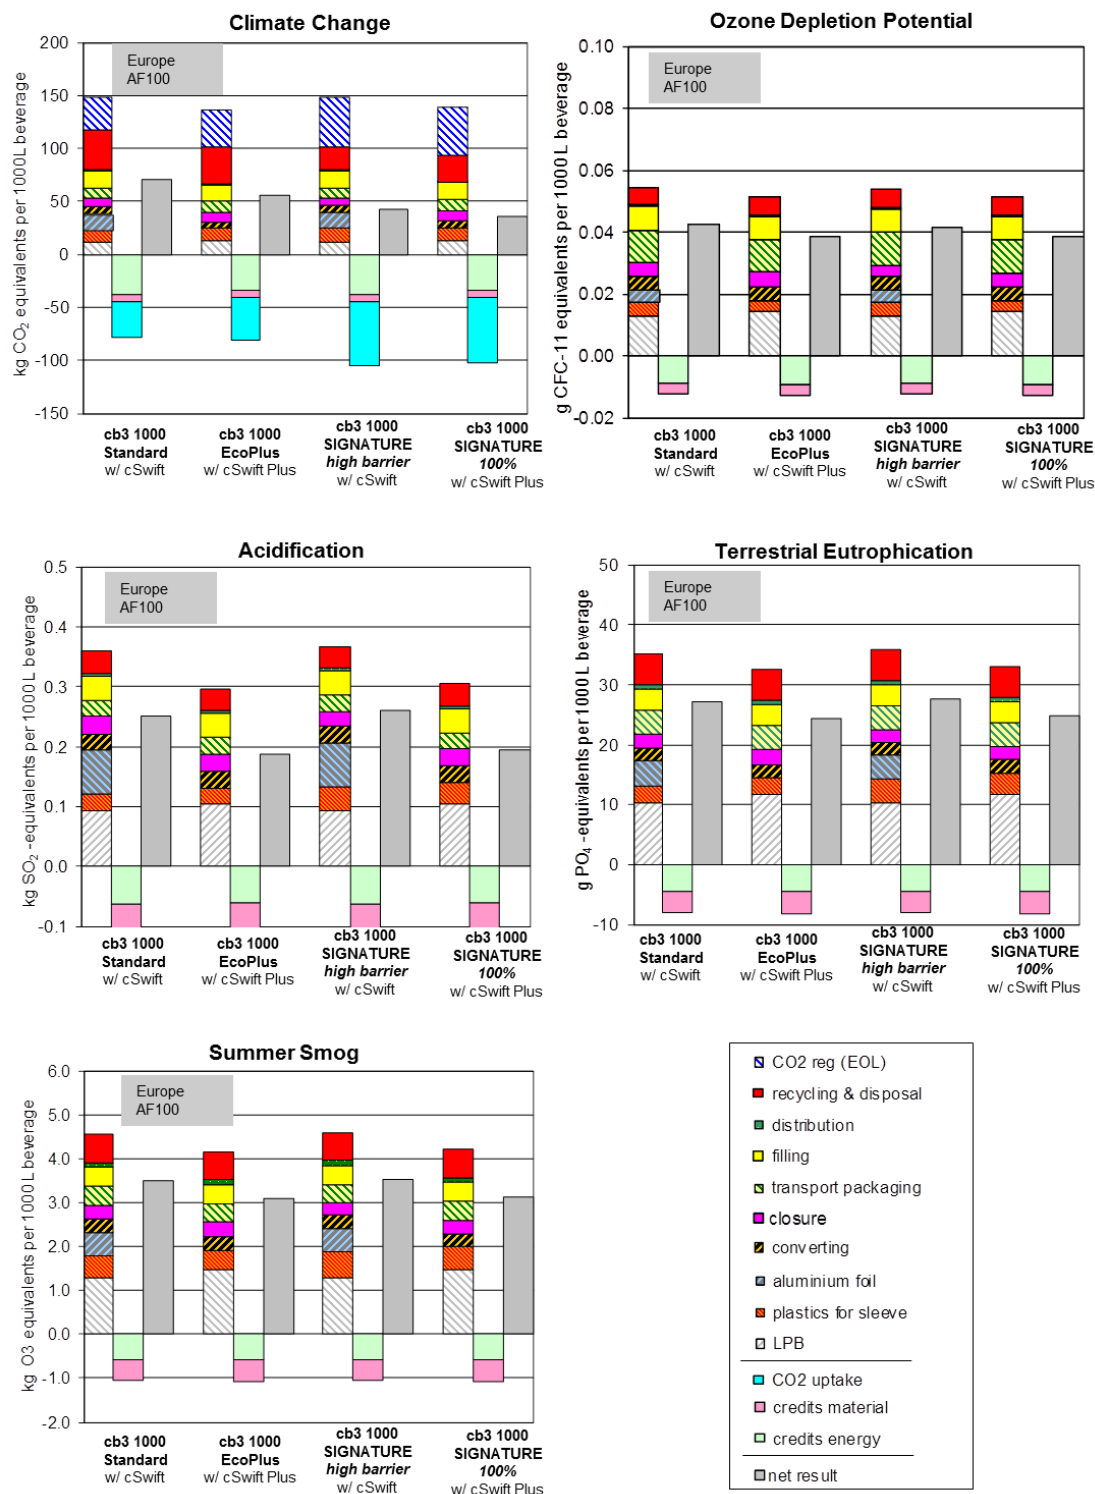 Climate Change
kg CO2 equivalents per 1000L beverage
200
150
100
50
0
-50
-100
-150
Europe
AF100
cb3 1000
Standard
w/ cSwift
cb3 1000
EcoPlus
w/ cSwift Plus
cb3 1000
SIGNATURE
high barrier
w/ cSwift
cb3 1000
SIGNATURE
100%
w/ cSwift Plus
Ozone Depletion Potential
g CFC-11 equivalents per 1000 L beverage
0.10
0.08
0.06
0.04
0.02
0.00
-0.02
Europe
AF100
cb3 1000
Standard
w/ cSwift
cb3 1000
EcoPlus
w/ cSwift Plus
cb3 1000
SIGNATURE
high barrier
w/ cSwift
cb3 1000
SIGNATURE
100%
w/ cSwift Plus
Acidification
kg SO2 -equivalents per 1000L beverage
0.5
0.4
0.3
0.2
0.1
0.0
-0.1
Europe
AF100
cb3 1000
Standard
w/ cSwift
cb3 1000
EcoPlus
w/ cSwift Plus
cb3 1000
SIGNATURE
high barrier
w/ cSwift
cb3 1000
SIGNATURE
100%
w/ cSwift Plus
Terrestrial Eutrophication
g PO4 -equivalents per 1000 L beverage
50
40
30
20
10
0
-10
Europe
AF100
cb3 1000
Standard
w/ cSwift
cb3 1000
EcoPlus
w/ cSwift Plus
cb3 1000
SIGNATURE
high barrier
w/ cSwift
cb3 1000
SIGNATURE
100%
w/ cSwift Plus
Summer Smog
kg O3 equivalents per 1000L beverage
6.0
5.0
4.0
3.0
2.0
1.0
0.0
-1.0
-2.0
Europe
AF100
cb3 1000
Standard
w/ cSwift
cb3 1000
EcoPlus
w/ cSwift Plus
cb3 1000
SIGNATURE
high barrier
w/ cSwift
cb3 1000
SIGNATURE
100%
w/ cSwift Plus
CO2 reg (EOL)
recycling & disposal
distribution
filling
transport packaging
closure
converting
aluminium foil
plastics for sleeve
LPB
CO2 uptake
credits material
credits energy
net result